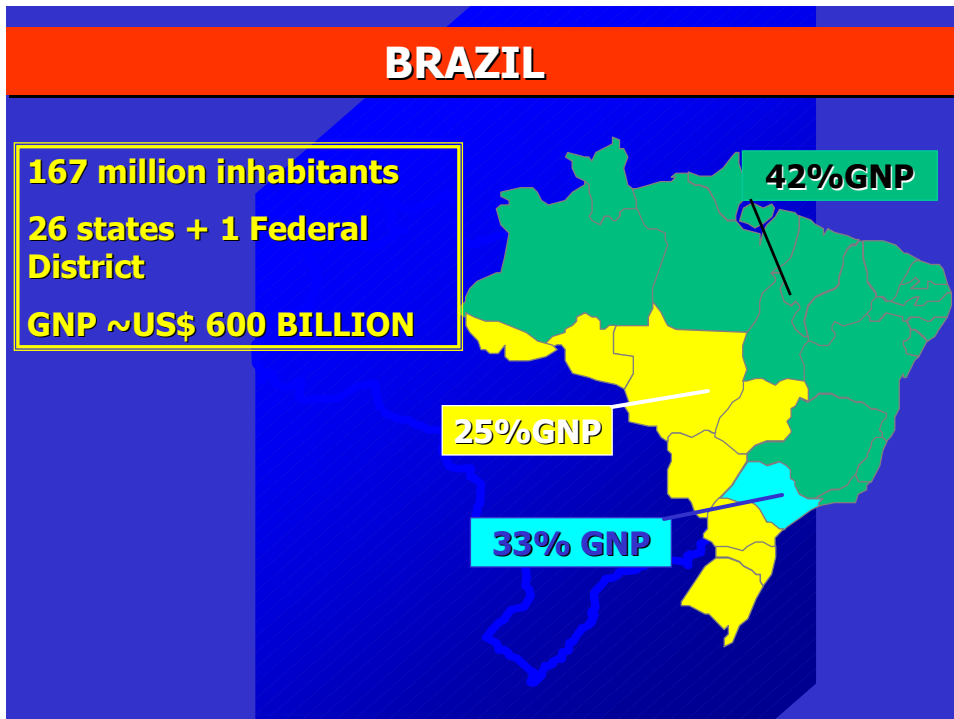 BRAZIL
167 million inhabitants
26 states + 1 Federal
District
GNP ~US$ 600 BILLION
42%GNP
25%GNP
33% GNP